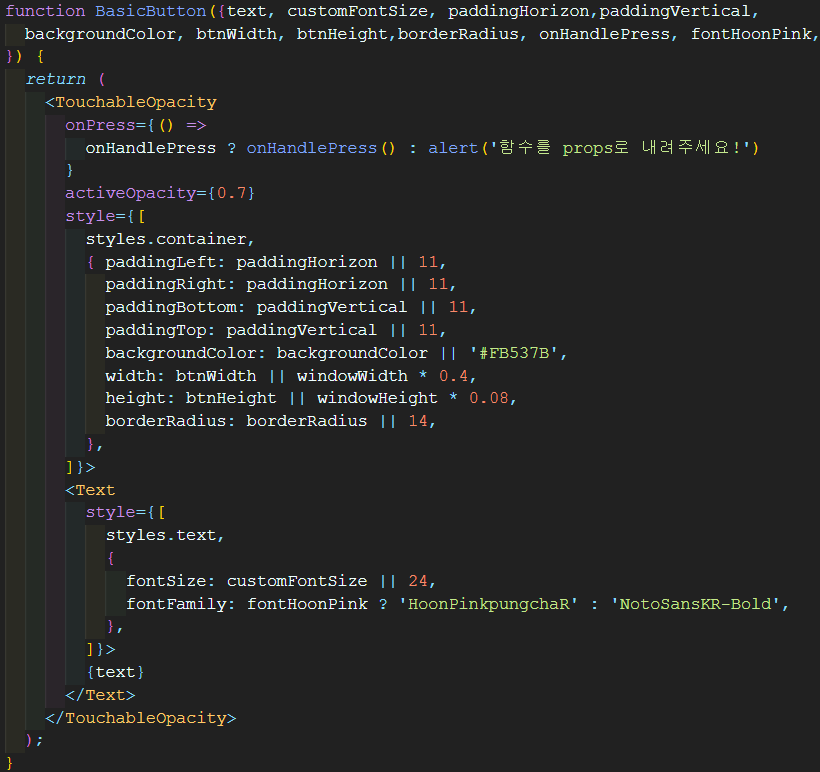 function BasicButton({text, customFontSize, paddingHorizon,paddingVertical,
  backgroundColor, btnWidth, btnHeight,borderRadius, onHandlePress, fontHoonPink,
}) {
  return (
    <TouchableOpacity
      onPress={() =>
        onHandlePress ? onHandlePress() : alert('함수를 props로 내려주세요!')
      }
      activeOpacity={0.7}
      style={[
        styles.container,
        { paddingLeft: paddingHorizon || 11,
          paddingRight: paddingHorizon || 11,
          paddingBottom: paddingVertical || 11,
          paddingTop: paddingVertical || 11,
          backgroundColor: backgroundColor || '#FB537B',
          width: btnWidth || windowWidth * 0.4,
          height: btnHeight || windowHeight * 0.08,
          borderRadius: borderRadius || 14,
        },
      ]}>
      <Text
        style={[
          styles.text,
          {
            fontSize: customFontSize || 24,
            fontFamily: fontHoonPink ? 'HoonPinkpungchaR' : 'NotoSansKR-Bold',
          },
        ]}>
        {text}
      </Text>
    </TouchableOpacity>
  );
}